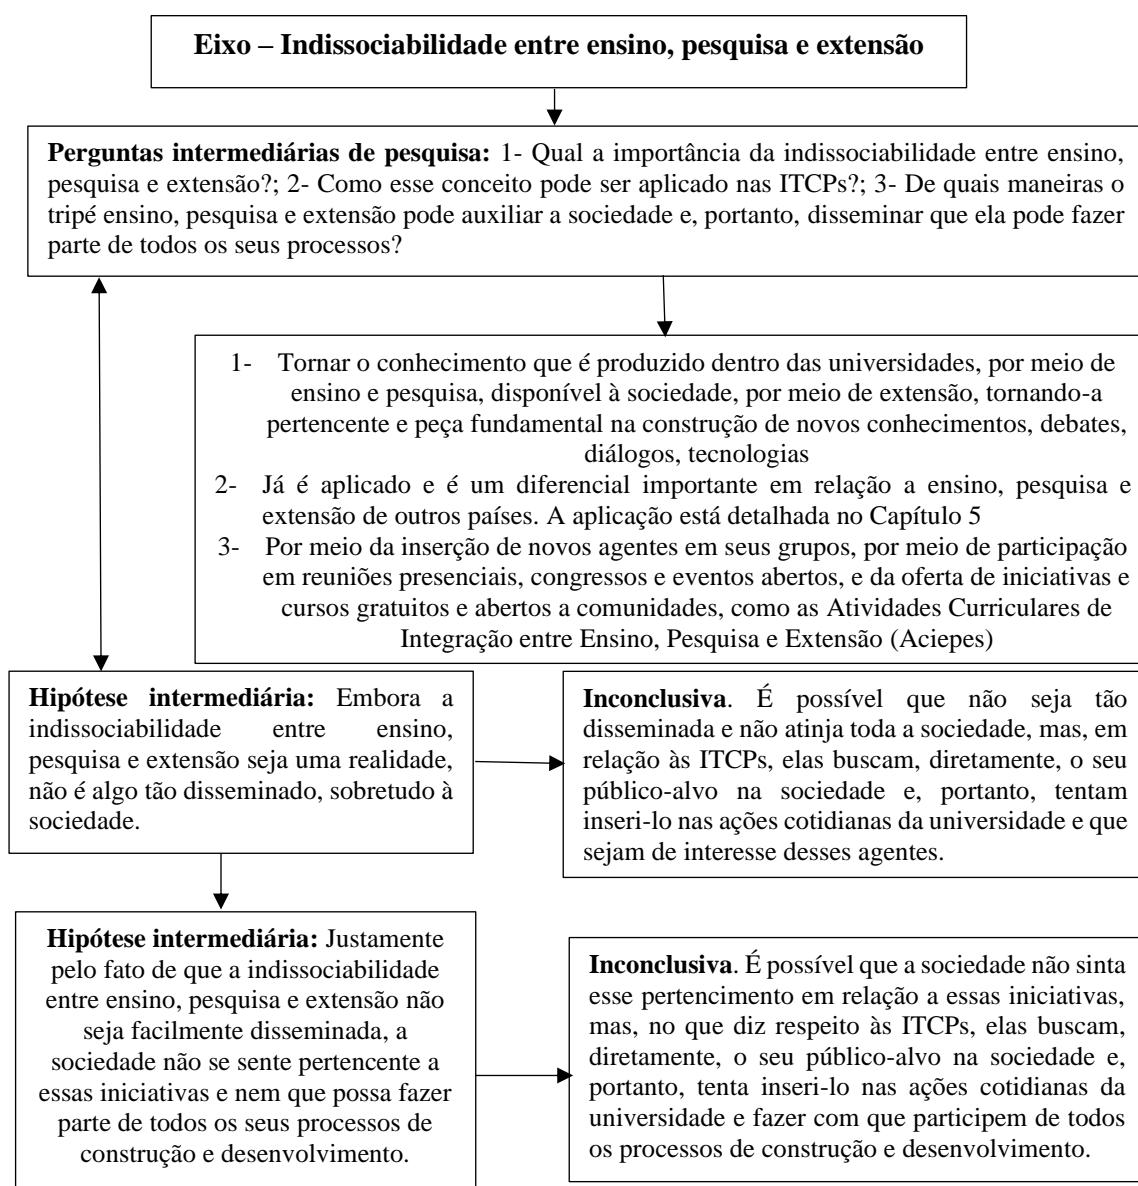 Eixo – Indissociabilidade entre ensino, pesquisa e extensão
Perguntas intermediárias de pesquisa: 1- Qual a importância da indissociabilidade entre ensino,
pesquisa e extensão?; 2- Como esse conceito pode ser aplicado nas ITCPs?; 3- De quais maneiras o
tripé ensino, pesquisa e extensão pode auxiliar a sociedade e, portanto, disseminar que ela pode fazer
parte de todos os seus processos?
1- Tornar o conhecimento que é produzido dentro das universidades, por meio de
ensino e pesquisa, disponível à sociedade, por meio de extensão, tornando-a
pertencente e peça fundamental na construção de novos conhecimentos, debates,
diálogos, tecnologias
2- Já é aplicado e é um diferencial importante em relação a ensino, pesquisa e
extensão de outros países. A aplicação está detalhada no Capítulo 5
3- Por meio da inserção de novos agentes em seus grupos, por meio de participação
em reuniões presenciais, congressos e eventos abertos, e da oferta de iniciativas e
cursos gratuitos e abertos a comunidades, como as Atividades Curriculares de
Integração entre Ensino, Pesquisa e Extensão (Aciepes)
Hipótese intermediária: Embora a
indissociabilidade entre ensino,
pesquisa e extensão seja uma realidade,
não é algo tão disseminado, sobretudo à
sociedade.
Inconclusiva. É possível que não seja tão
disseminada e não atinja toda a sociedade, mas, em
relação às ITCPs, elas buscam, diretamente, o seu
público-alvo na sociedade e, portanto, tentam
inseri-lo nas ações cotidianas da universidade e que
sejam de interesse desses agentes.
Hipótese intermediária: Justamente
pelo fato de que a indissociabilidade
entre ensino, pesquisa e extensão não
seja facilmente disseminada, a
sociedade não se sente pertencente a
essas iniciativas e nem que possa fazer
parte de todos os seus processos de
construção e desenvolvimento.
Inconclusiva. É possível que a sociedade não sinta
esse pertencimento em relação a essas iniciativas,
mas, no que diz respeito às ITCPs, elas buscam,
diretamente, o seu público-alvo na sociedade e,
portanto, tenta inseri-lo nas ações cotidianas da
universidade e fazer com que participem de todos
os processos de construção e desenvolvimento.